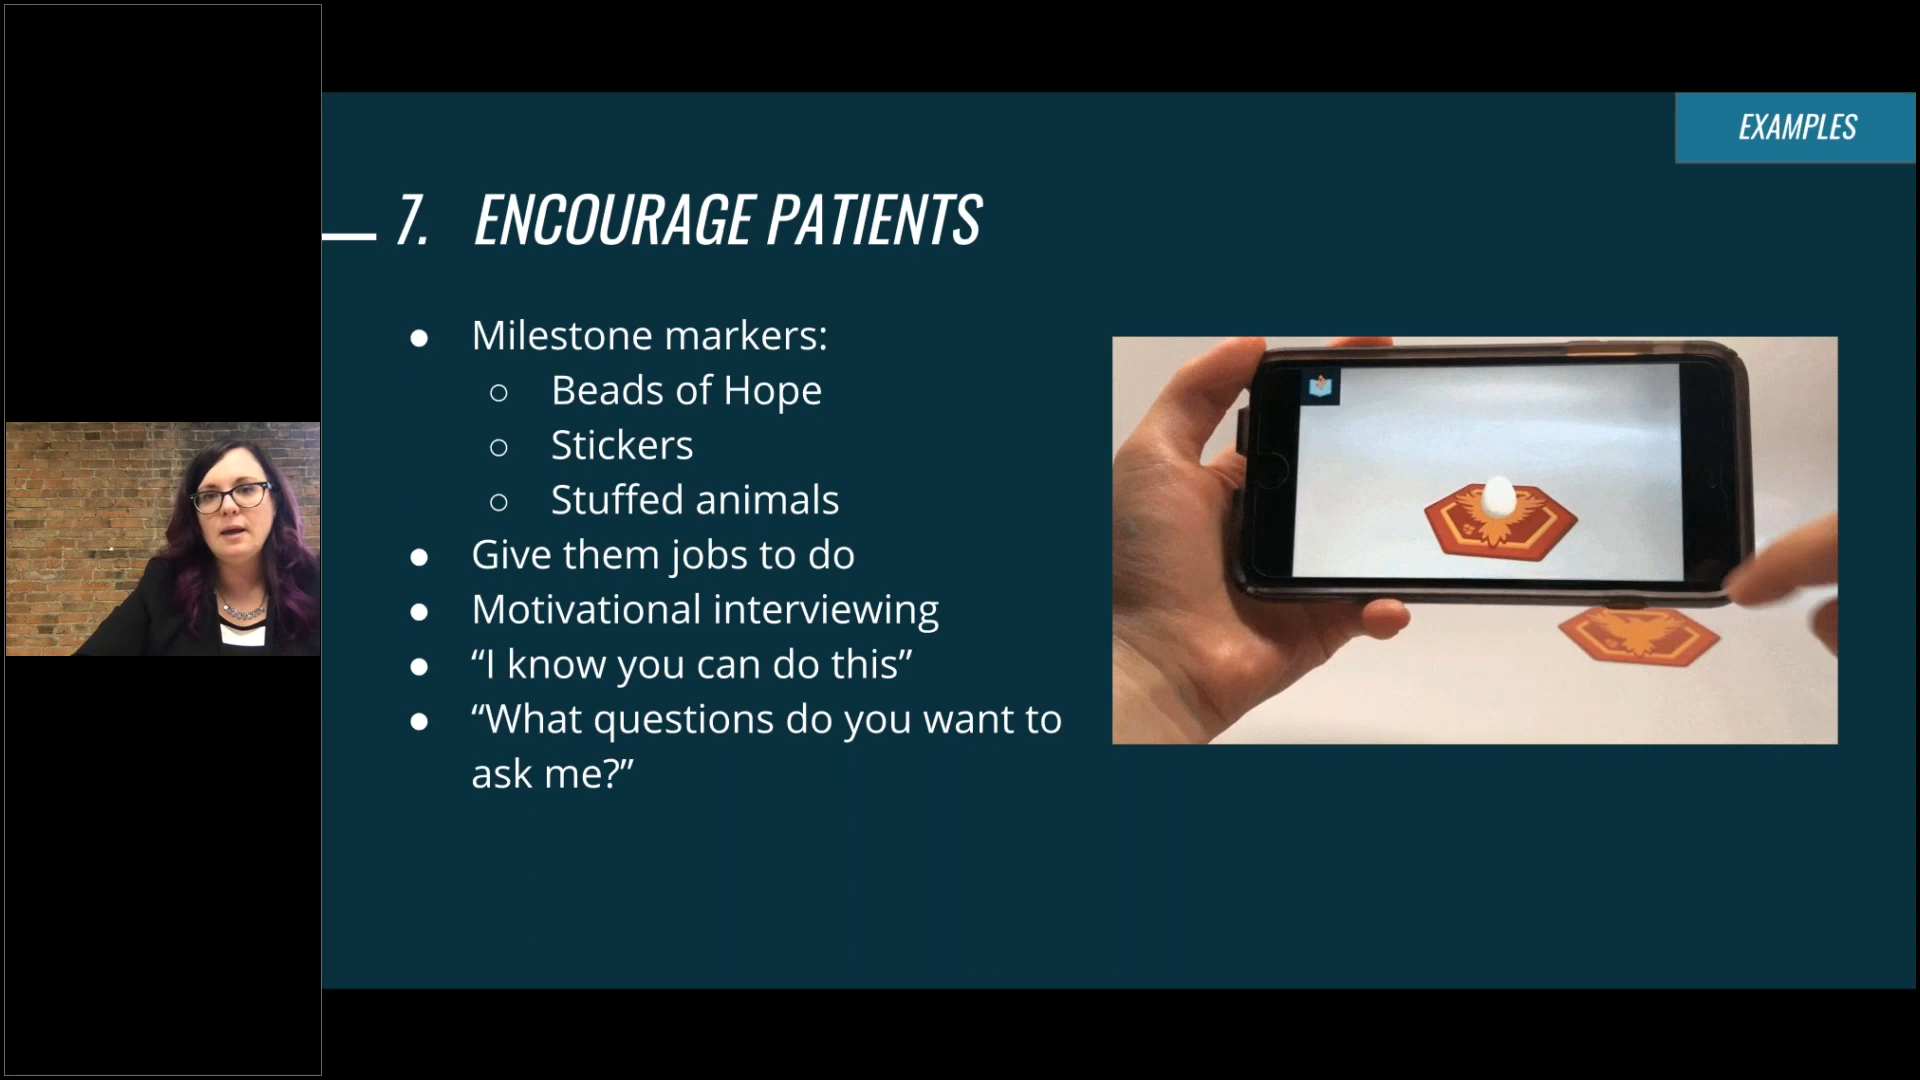 EXAMPLES
7. ENCOURAGE PATIENTS
● Milestone markers:
○ Beads of Hope
○ Stickers
○ Stuffed animals
● Give them jobs to do
● Motivational interviewing
● “I know you can do this”
● “What questions do you want to
ask me?”